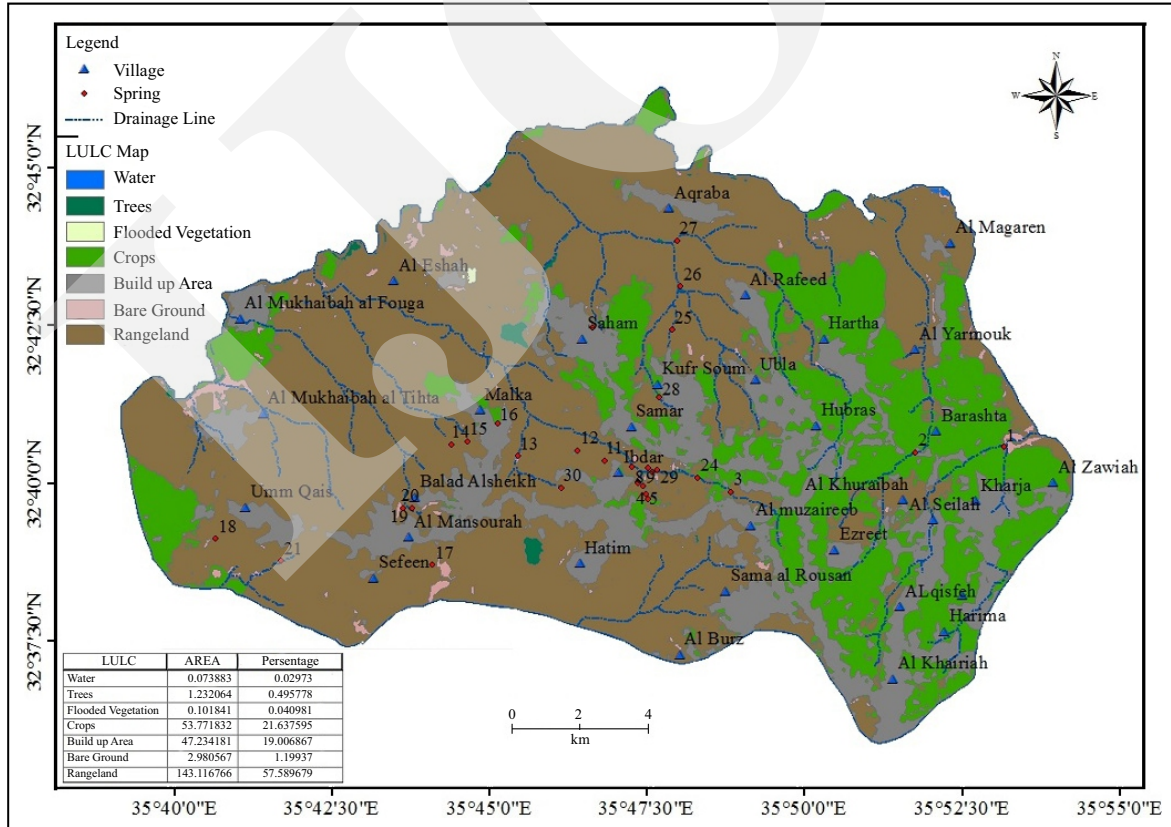 Legend
Village
Spring
Drainage Line
LULC Map
Water
Trees
Flooded Vegetation
Crops
Build up Area
Bare Ground
Rangeland
N
W E
S
32°45'0"N
32°42'30"N
32°40'0"N
32°37'30"N
Aqraba
27
Al Magaren
Al Eshah
26
Al Rafeed
Al Mukhaibah al Fouga
25
Saham
Hartha
Al Yarmouk
Kufr Soum
Ubla
28
Al Mukhaibah al Tihta
Malka
16
Samar
Hubras
Barashta
14 15
13
12
11
2
1
Ibdar
30
8 9 29
24
3
4 5
Al Khuraibah
Al Zawiah
Kharja
Umm Qais
20
Balad Alsheikh
19
Al Mansourah
Al muzaireeb
Al Seilah
18
21
17
Ezreet
Sefeen
Hatim
Sama al Rousan
ALqisfeh
Harima
Al Burz
Al Khairiah
LULC AREA Persentage
Water 0.073883 0.02973
Trees 1.232064 0.495778
Flooded Vegetation 0.101841 0.040981
Crops 53.771832 21.637595
Build up Area 47.234181 19.006867
Bare Ground 2.980567 1.19937
Rangeland 143.116766 57.589679
0 4
km
35°40'0"E 35°42'30"E 35°45'0"E 35°47'30"E 35°50'0"E 35°52'30"E 35°55'0"E